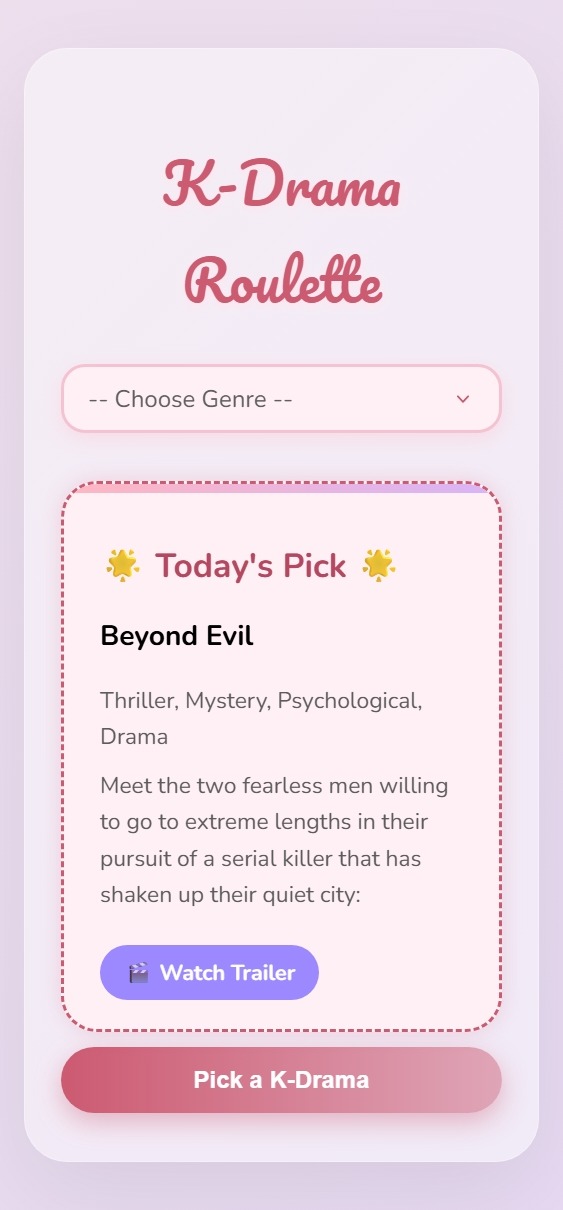 K-Drama
Roulette
-- Choose Genre --
🌟 Today's Pick 🌟
Beyond Evil
Thriller, Mystery, Psychological,
Drama
Meet the two fearless men willing
to go to extreme lengths in their
pursuit of a serial killer that has
shaken up their quiet city:
🎬 Watch Trailer
Pick a K-Drama